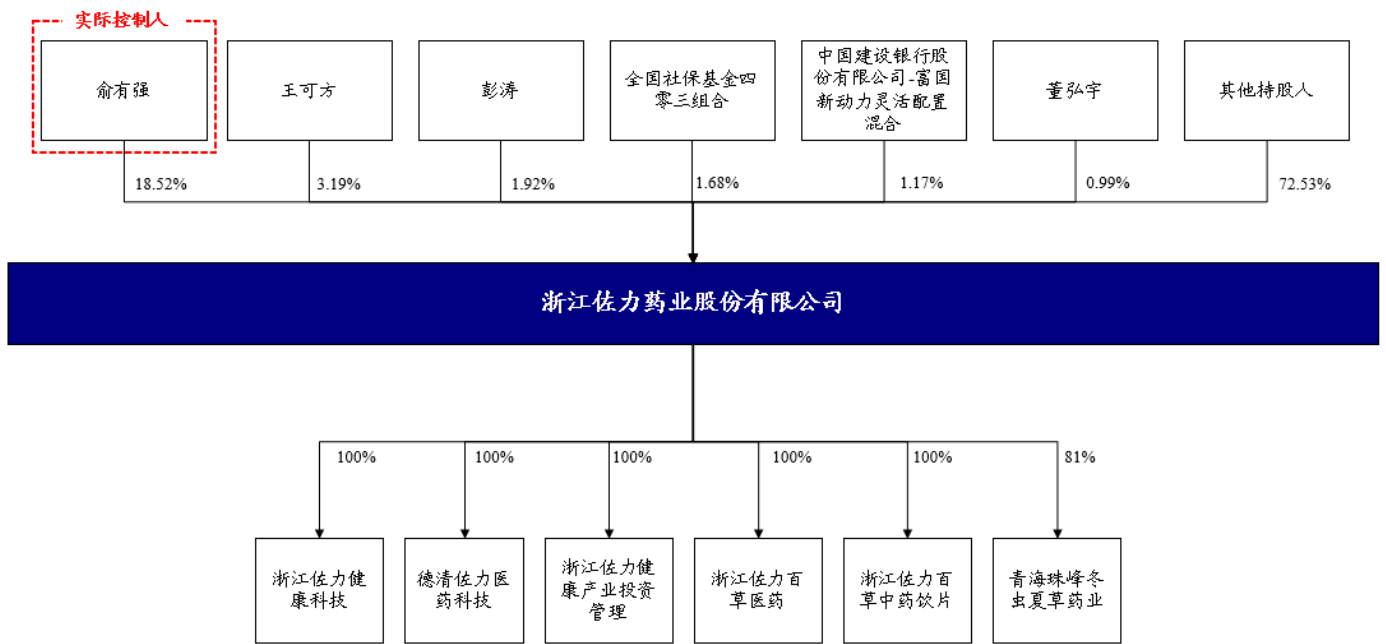 实际控制人
俞有强
王可方
彭涛
全国社保基金四
零三组合
中国建设银行股
份有限公司-富国
新动力灵活配置
混合
董弘宇
其他持股人
18.52%
3.19%
1.92%
1.68%
1.17%
0.99%
72.53%
浙江佐力药业股份有限公司
100%
100%
100%
100%
100%
81%
浙江佐力健
康科技
德清佐力医
药科技
浙江佐力健
康产业投资
管理
浙江佐力百
草医药
浙江佐力百
草中药饮片
青海珠峰冬
虫夏草药业